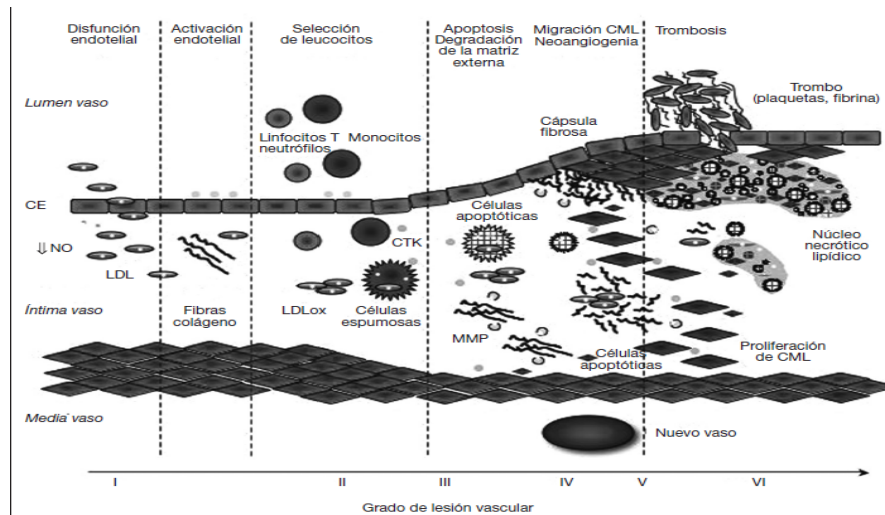 Disfunción
endotelial
Activación
endotelial
Selección
de leucocitos
Apoptosis
Degradación
de la matriz
externa
Migración CML
Neoangiogenia
Trombosis
Lumen vaso
Linfocitos T
neutrófilos
Monocitos
Cápsula
fibrosa
Trombo
(plaquetas, fibrina)
CE
⇓NO
LDL
CTK
Células
apoptóticas
Núcleo
necrótico
lipídico
Íntima vaso
Fibras
colágeno
LDLox
Células
espumosas
MMP
Células
apoptóticas
Proliferación
de CML
Media vaso
Nuevo vaso
I
II
III
IV
V
VI
Grado de lesión vascular